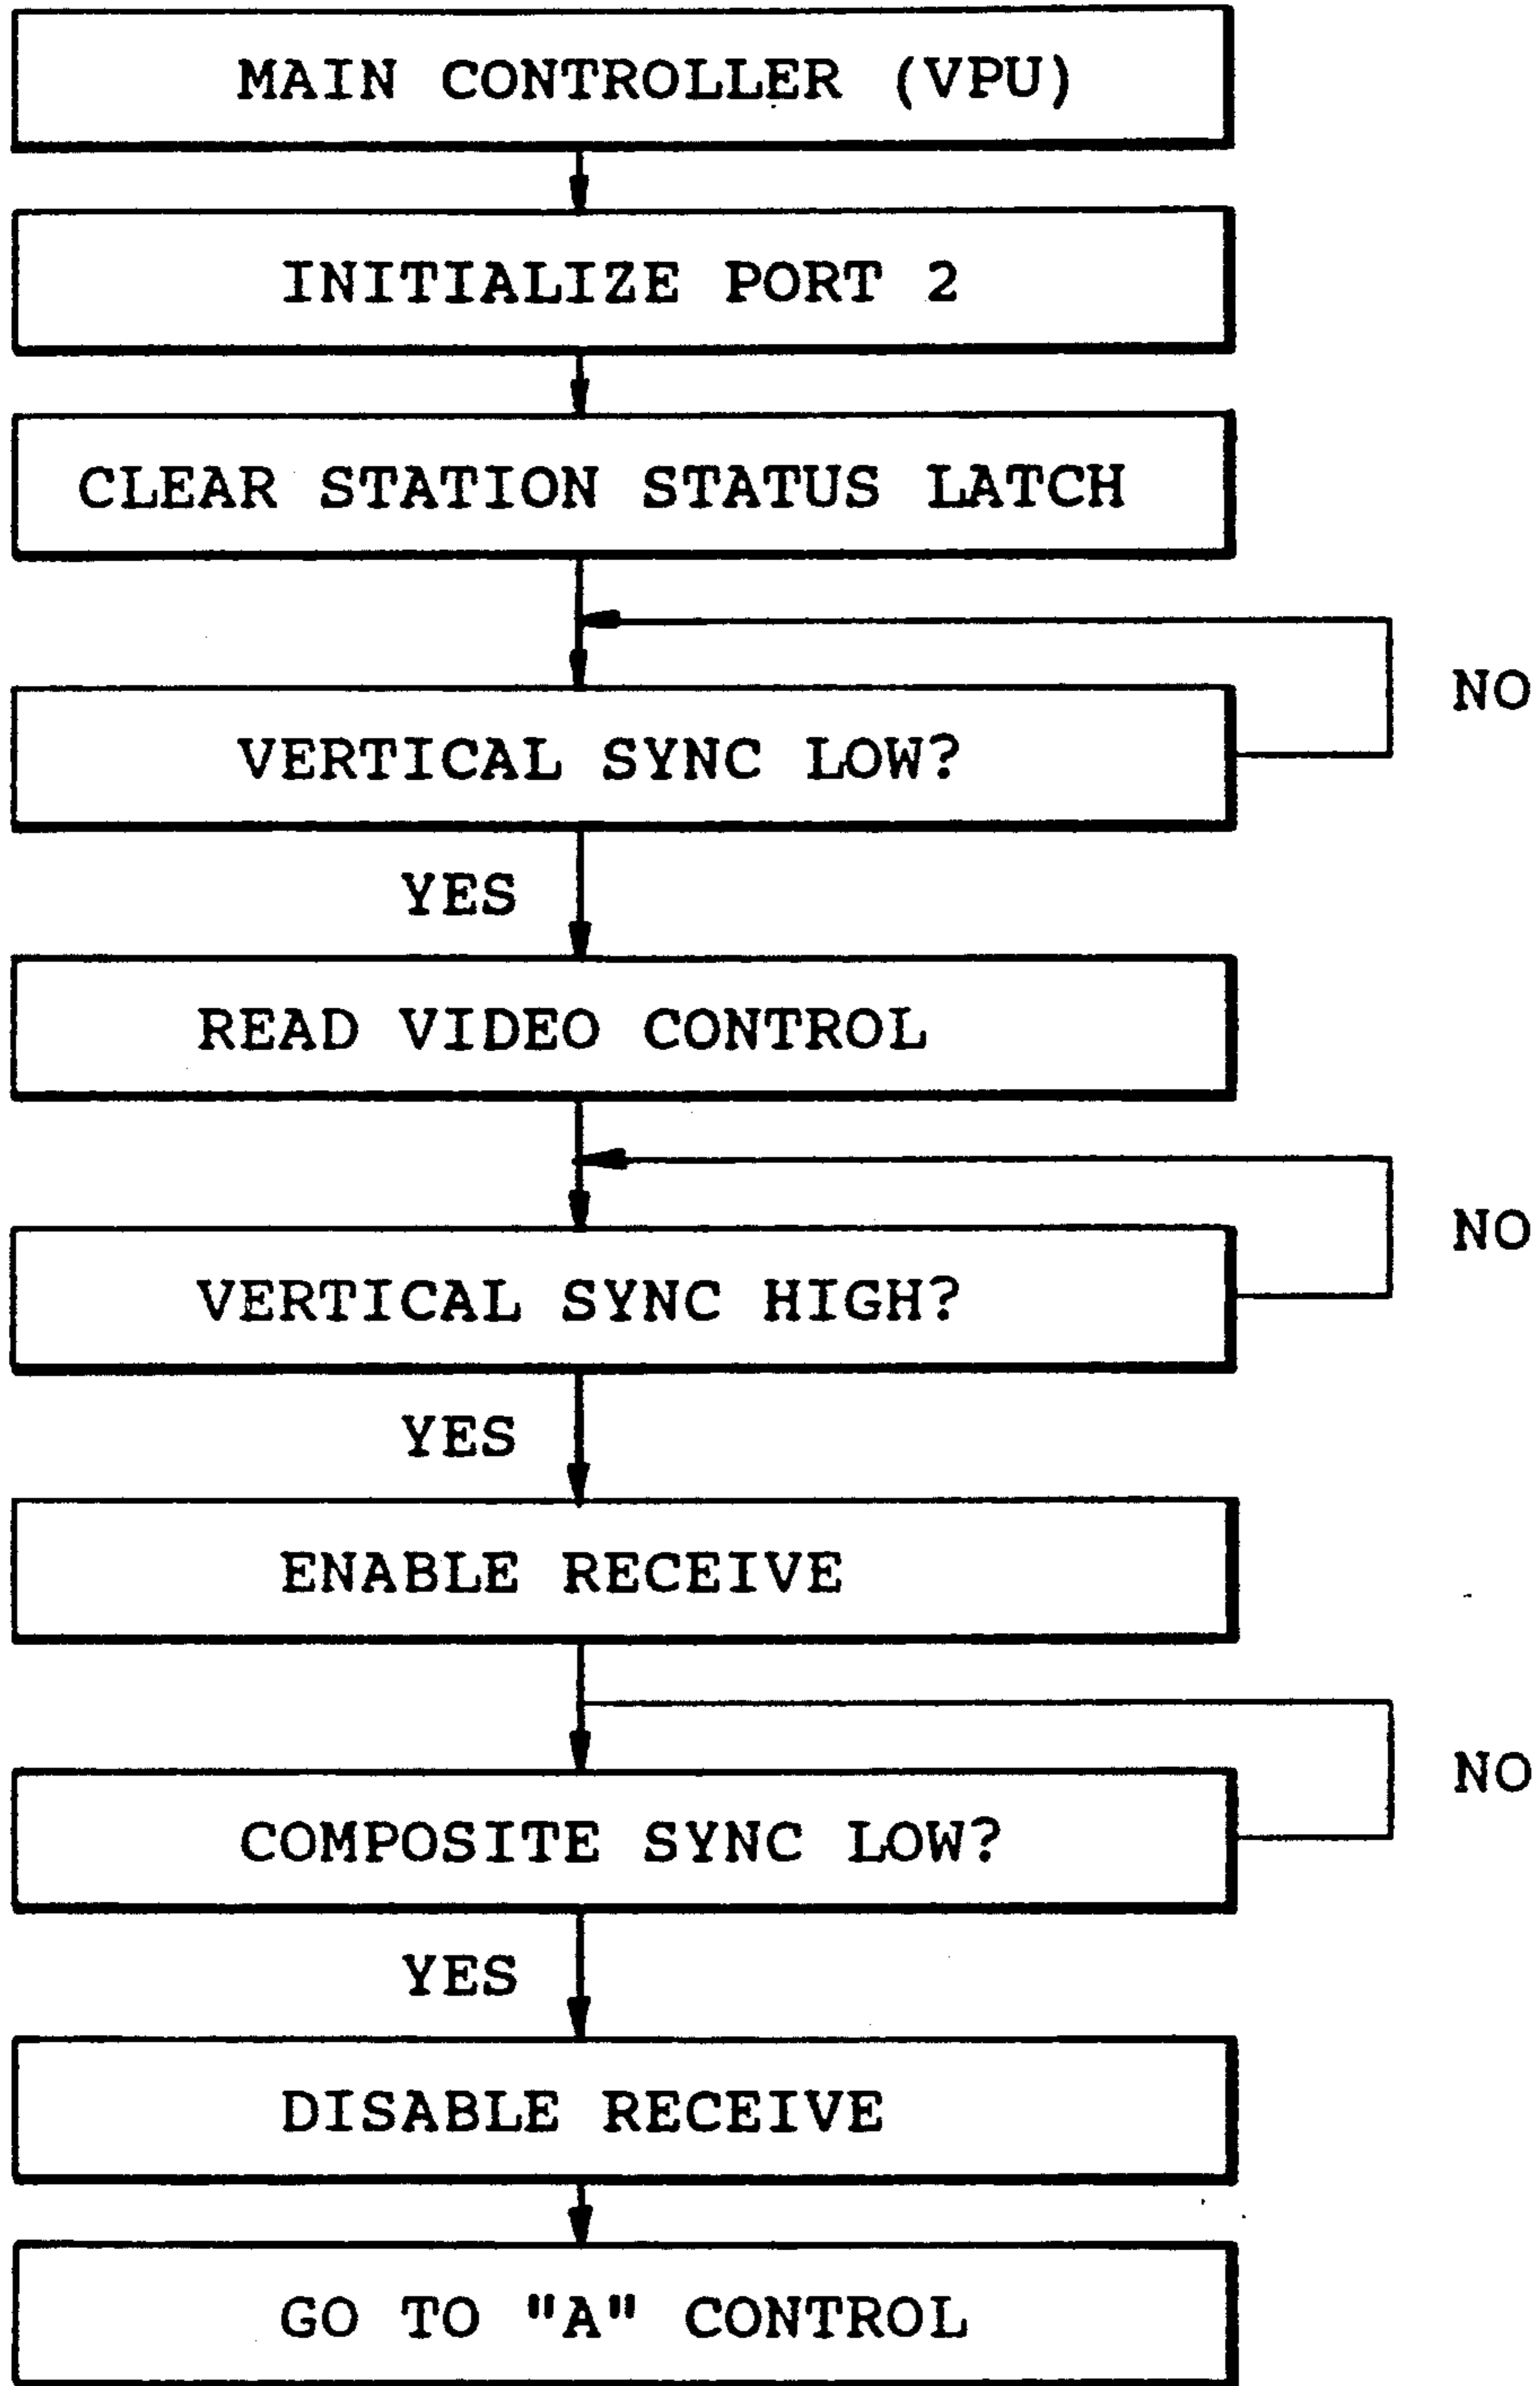 MAIN CONTROLLER (VPU)
INITIALIZE PORT 2
CLEAR STATION STATUS LATCH
NO
VERTICAL SYNC LOW?
YES
READ VIDEO CONTROL
NO
VERTICAL SYNC HIGH?
YES
ENABLE RECEIVE
NO
COMPOSITE SYNC LOW?
YES
DISABLE RECEIVE
GO TO "A" CONTROL